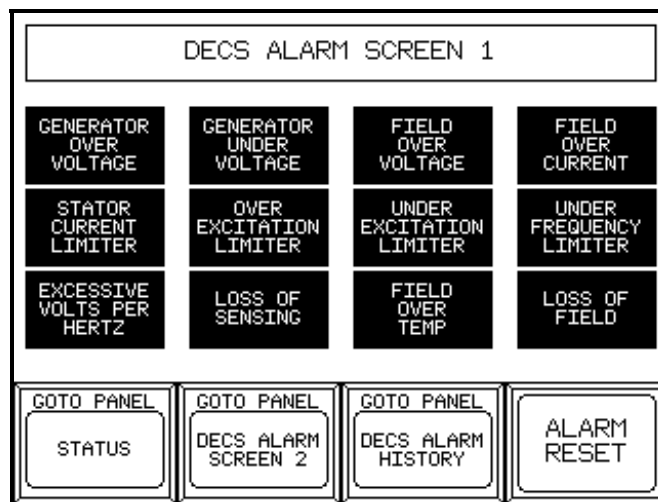 DECS ALARM SCREEN 1
GENERATOR
OVER
VOLTAGE
GENERATOR
UNDER
VOLTAGE
FIELD
OVER
VOLTAGE
FIELD
OVER
CURRENT
STATOR
CURRENT
LIMITER
OVER
EXCITATION
LIMITER
UNDER
EXCITATION
LIMITER
UNDER
FREQUENCY
LIMITER
EXCESSIVE
VOLTS PER
HERTZ
LOSS OF
SENSING
FIELD
OVER
TEMP
LOSS OF
FIELD
GOTO PANEL
STATUS
GOTO PANEL
DECS ALARM
SCREEN 2
GOTO PANEL
DECS ALARM
HISTORY
ALARM
RESET